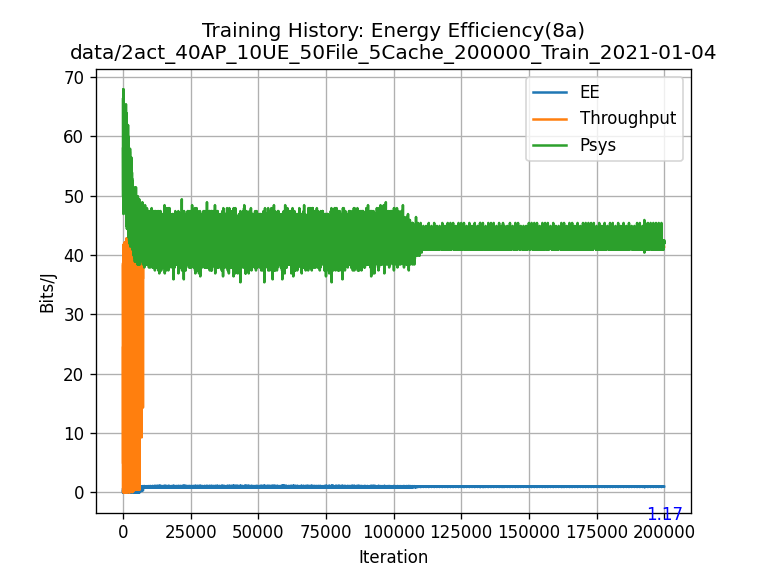 Training History: Energy Efficiency(8a)
data/2act_40AP_10UE_50File_5Cache_200000_Train_2021-01-04
70
60
50
40
30
20
10
0
Bits/J
EE
Throughput
Psys
1.17
0 25000 50000 75000 100000 125000 150000 175000 200000
Iteration